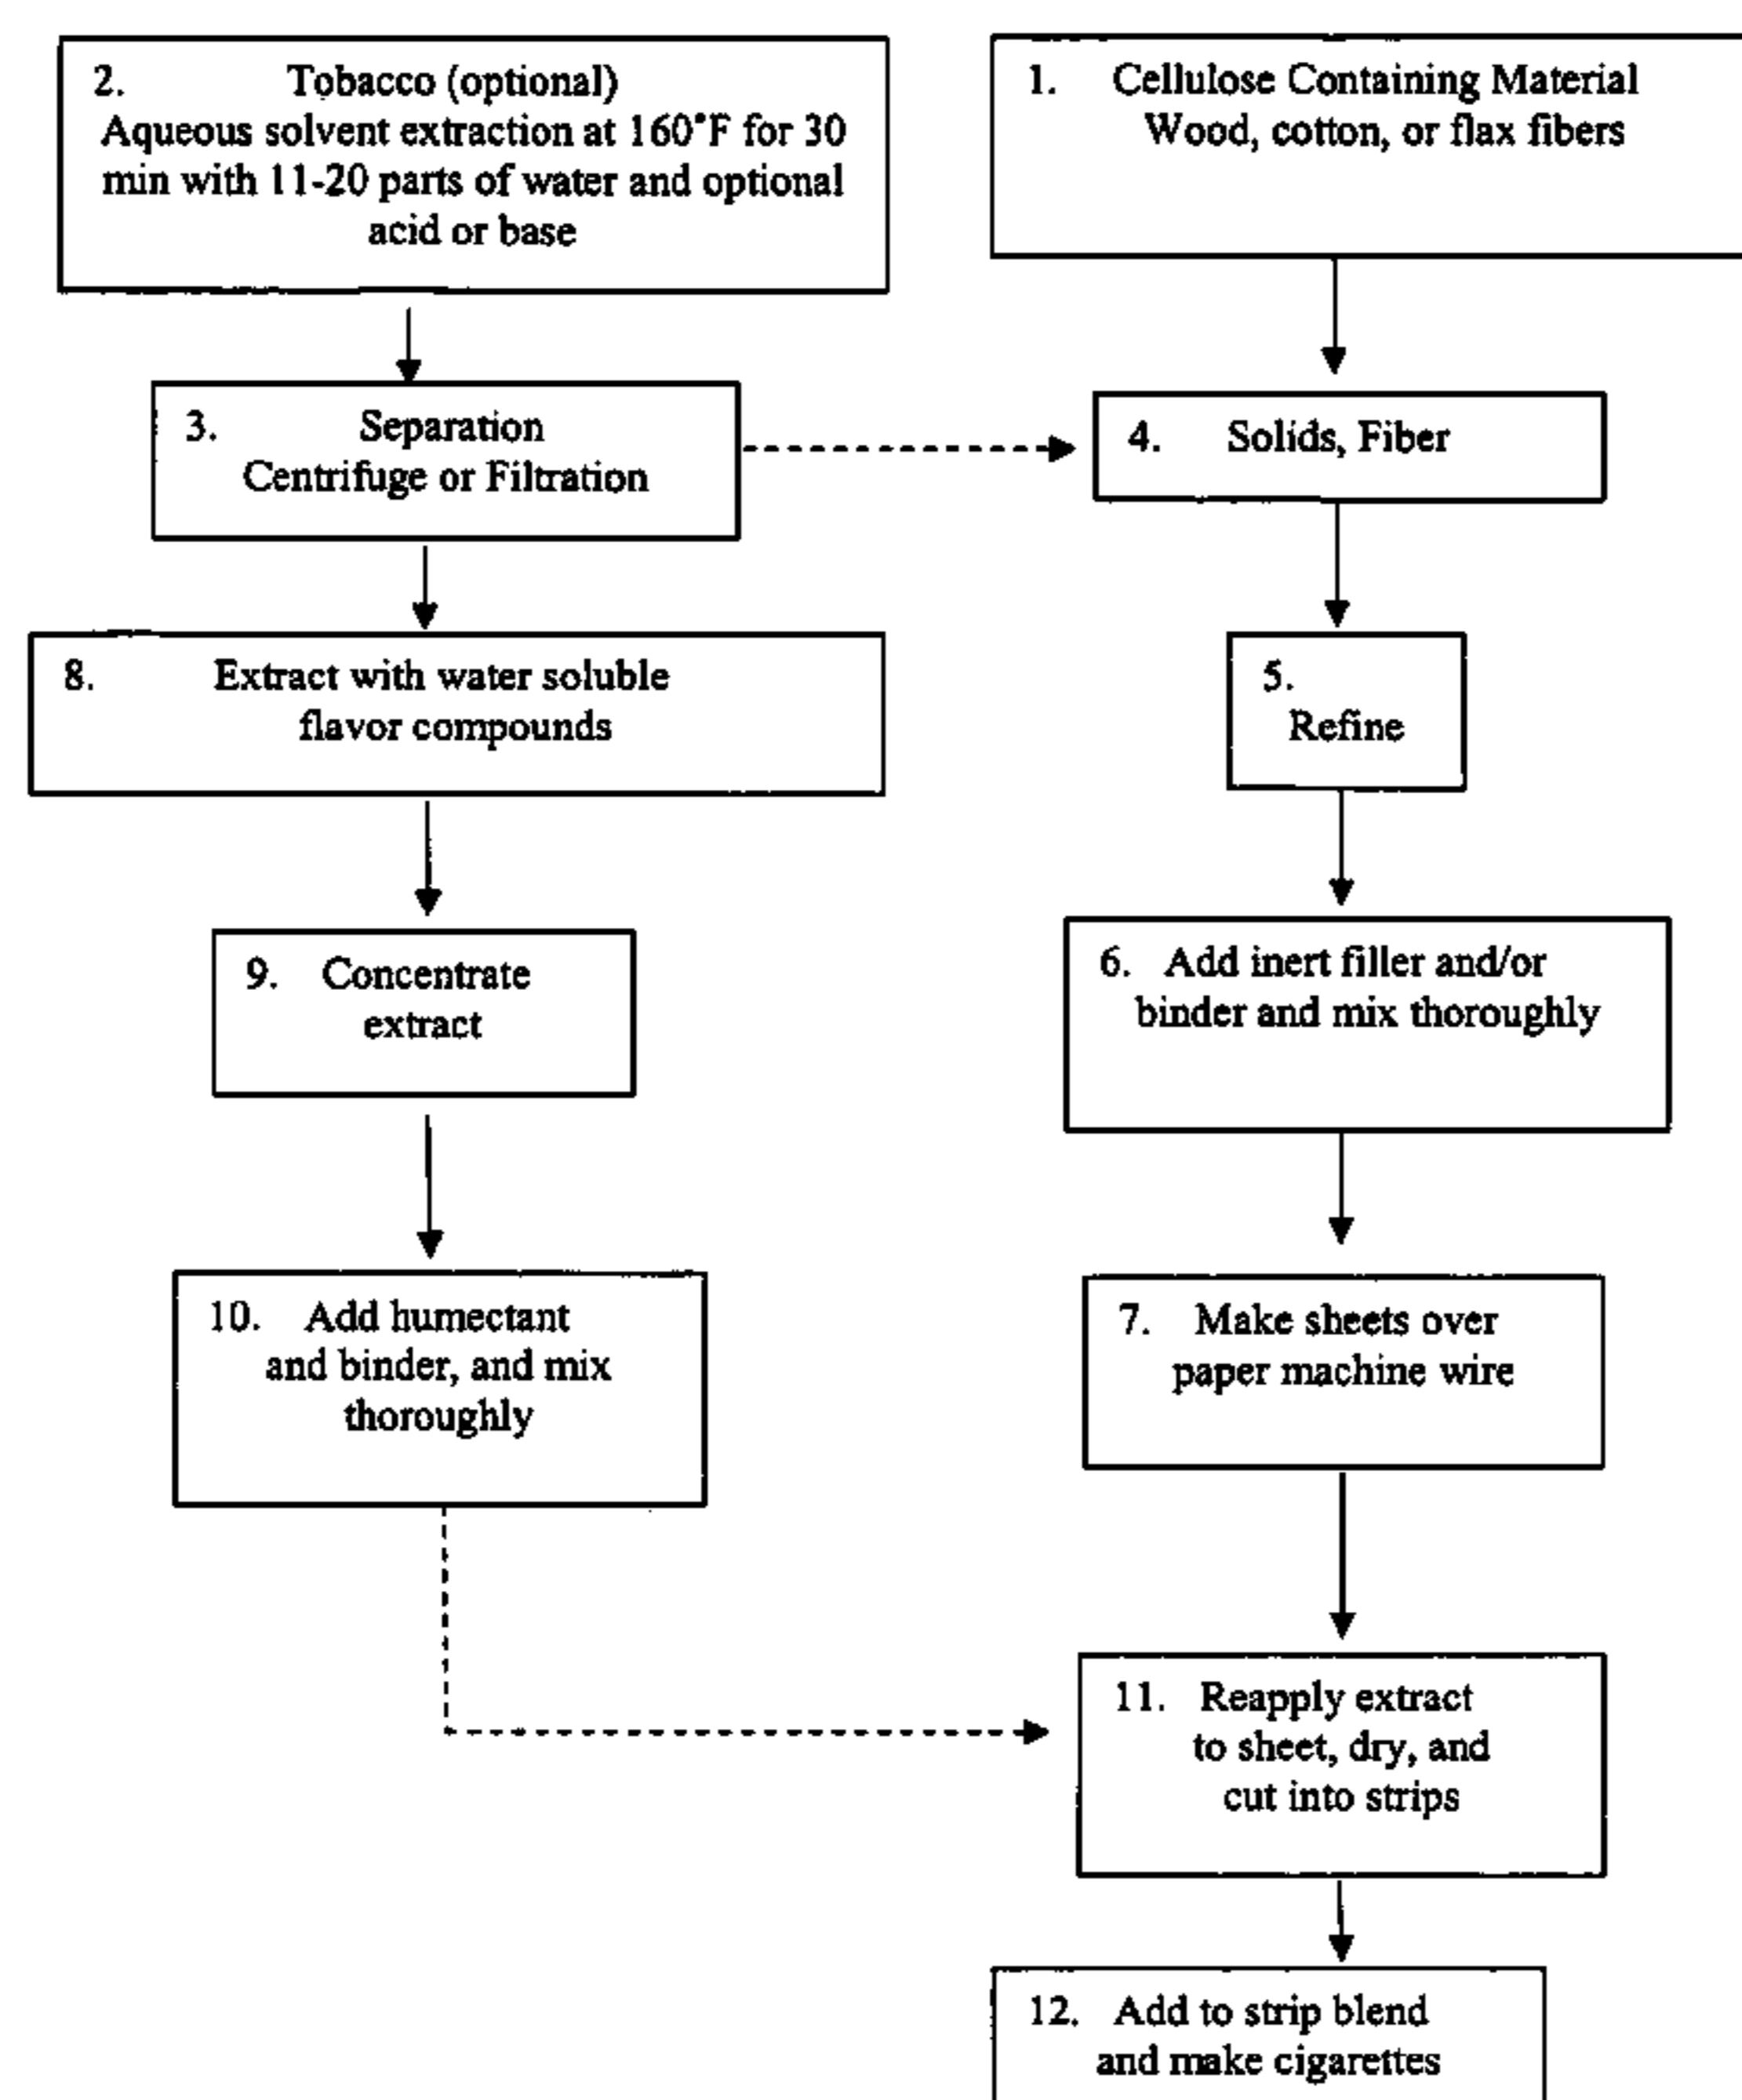 2. Tobacco (optional)
Aqueous solvent extraction at 160°F for 30
min with 11-20 parts of water and optional
acid or base
1. Cellulose Containing Material
Wood, cotton, or flax fibers
3. Separation
Centrifuge or Filtration
4. Solids, Fiber
8. Extract with water soluble
flavor compounds
5.
Refine
9. Concentrate
extract
6. Add inert filler and/or
binder and mix thoroughly
10. Add humectant
and binder, and mix
thoroughly
7. Make sheets over
paper machine wire
11. Reapply extract
to sheet, dry, and
cut into strips
12. Add to strip blend
and make cigarettes